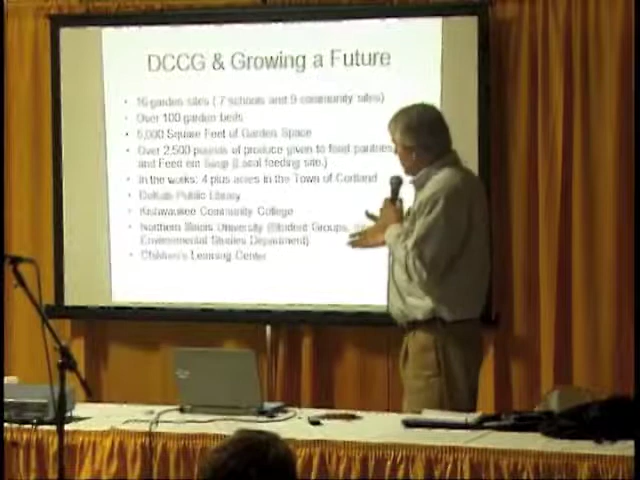 DCCG & Growing a Future
• 16 garden sites ( 7 schools and 9 community sites)
• Over 100 garden beds
• 5,000 Square Feet of Garden Space
• Over 2,500 pounds of produce given to food pantries
and Feed em Soup (Local feeding site.)
• In the works: 4 plus acres in the Town of Cortland
• DeKalb Public Library
• Kishwaukee Community College
• Northern Illinois University (Student Groups,
Environmental Studies Department)
• Children's Learning Center